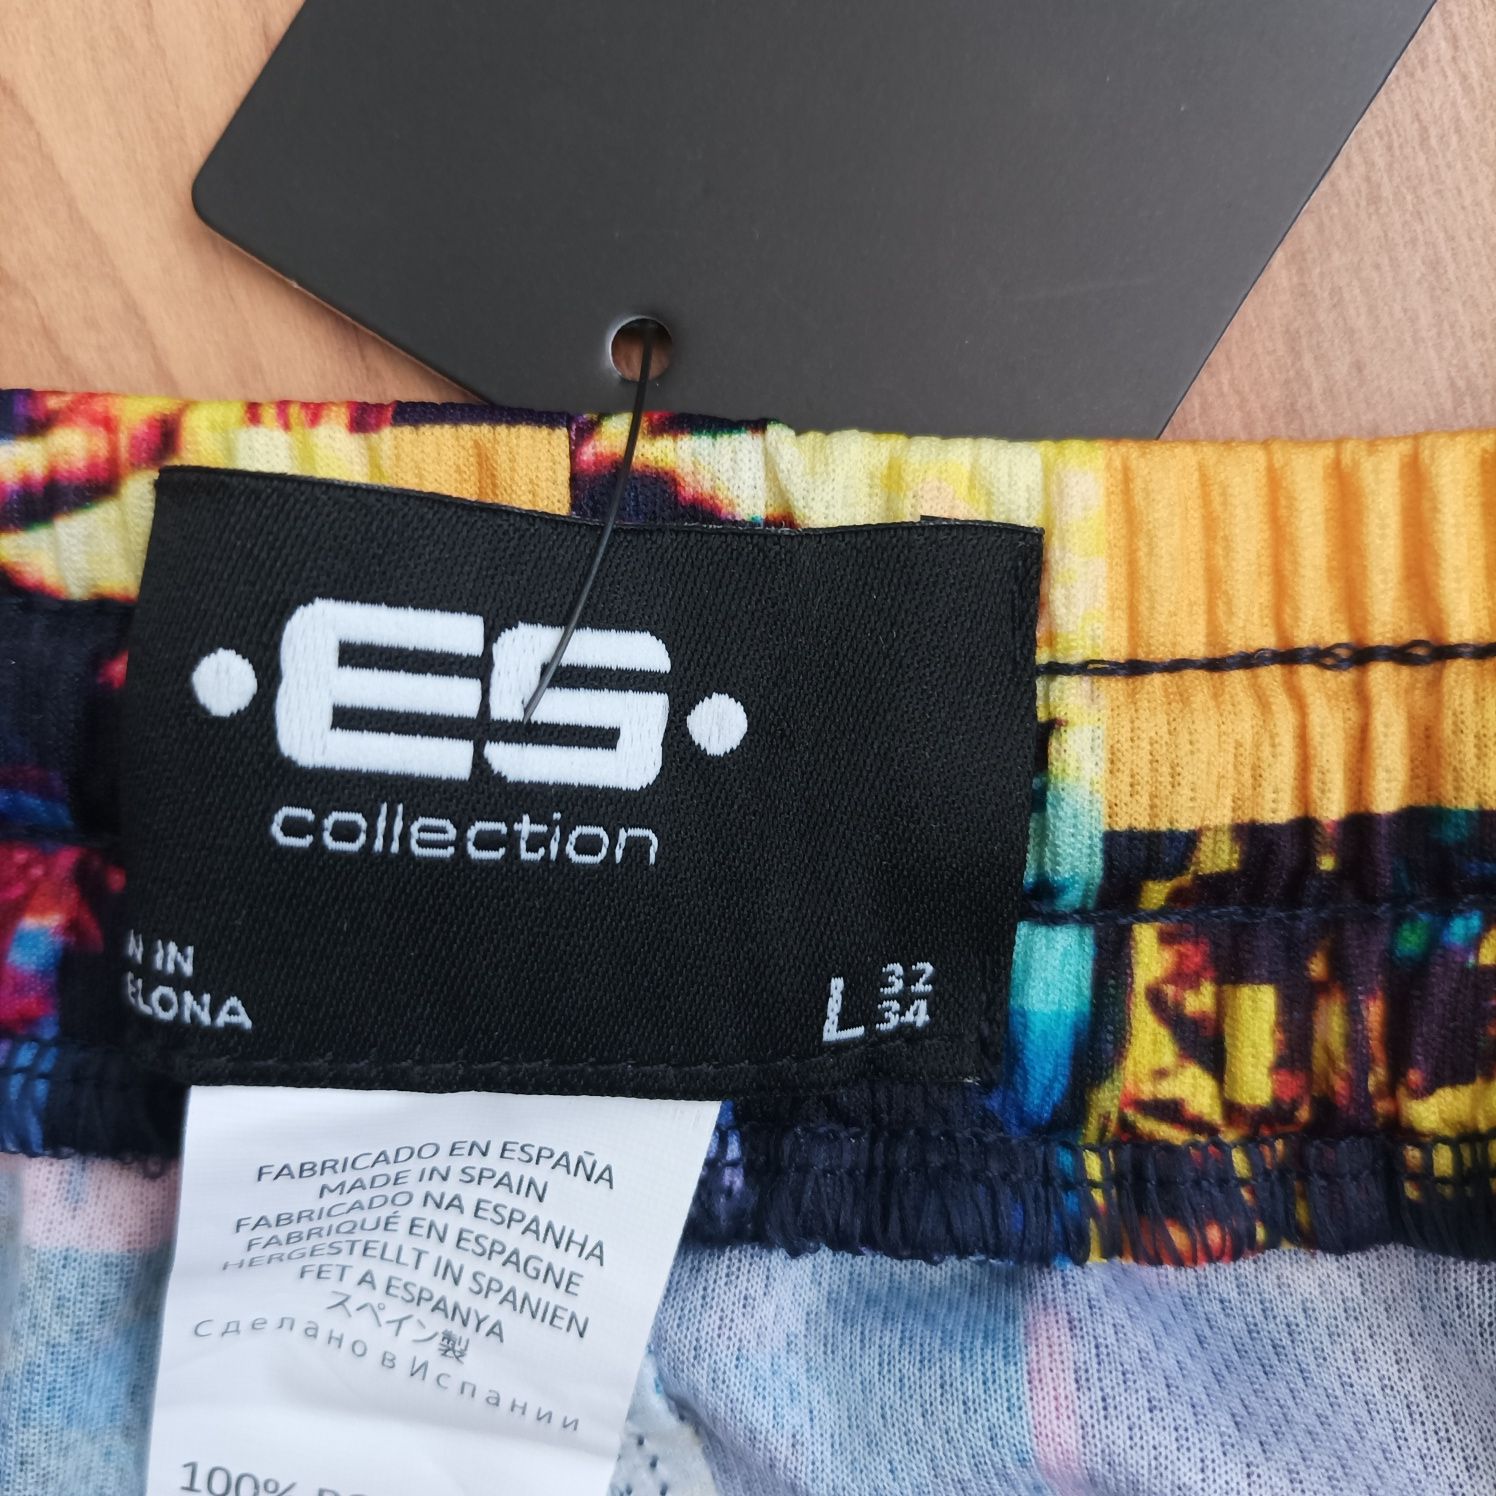 ES
collection
N IN
ELONA
L 32
34
FABRICADO EN ESPAÑA
MADE IN SPAIN
FABRICADO NA ESPANHA
FABRIQUÉ EN ESPAGNE
HERGESTELLT IN SPANIEN
FET A ESPANYA
スペイン製
Сделано в Испании
100%